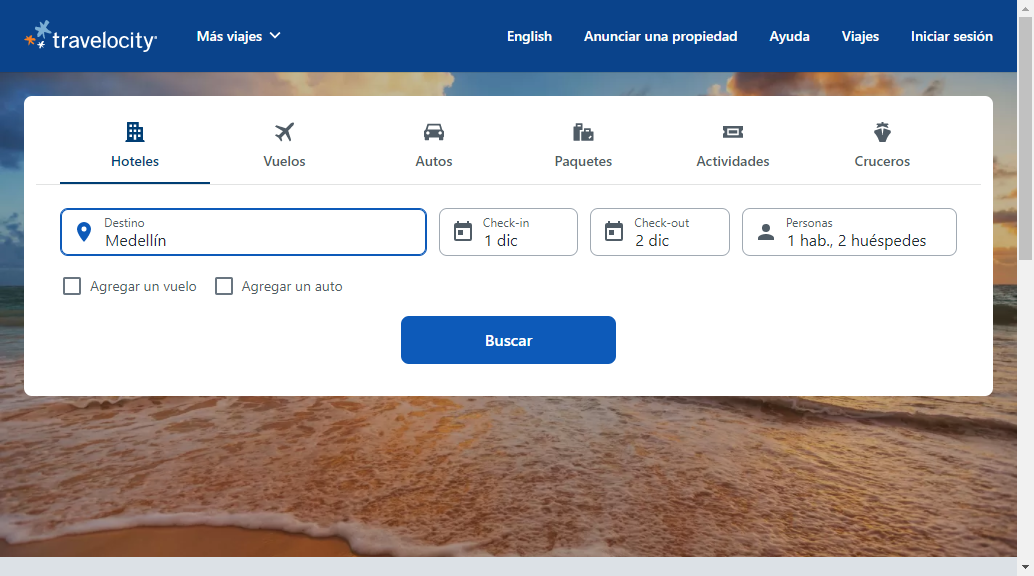 travelocity
Más viajes
English
Anunciar una propiedad
Ayuda
Viajes
Iniciar sesión
Hoteles
Vuelos
Autos
Paquetes
Actividades
Cruceros
Destino
Medellín
Check-in
1 dic
Check-out
2 dic
Personas
1 hab., 2 huéspedes
Agregar un vuelo
Agregar un auto
Buscar